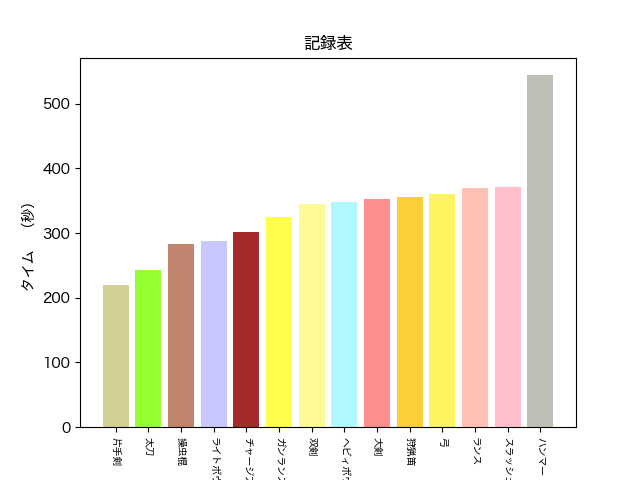 記録表
タイム （秒）
500
400
300
200
100
0
片手剣
太刀
操虫棍
ライトボウ
チャージア
ガンランス
双剣
ヘビィボウ
大剣
狩猟笛
弓
ランス
スラッシュ
ハンマー